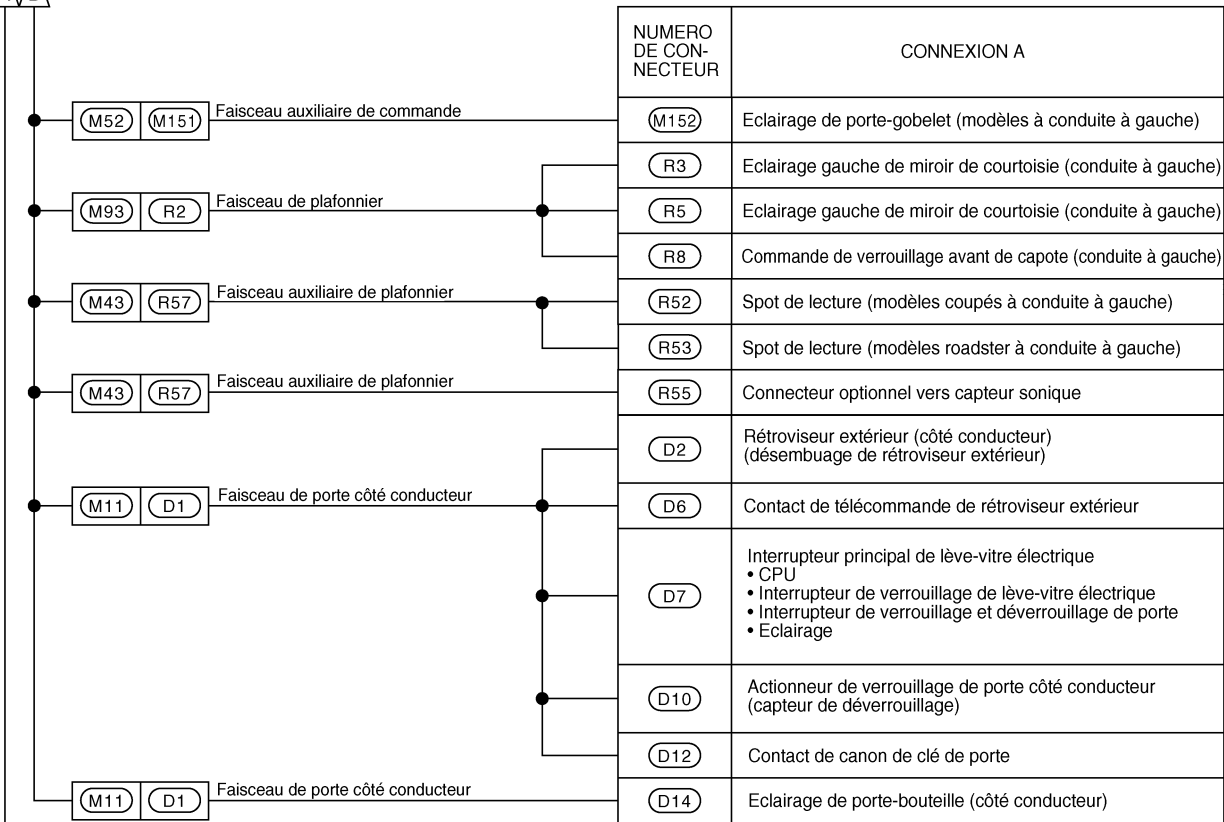 NUMERO
DE CON-
NECTEUR
CONNEXION A
M52 M151 Faisceau auxiliaire de commande
M152 Eclairage de porte-gobelet (modèles à conduite à gauche)
R3 Eclairage gauche de miroir de courtoisie (conduite à gauche)
M93 R2 Faisceau de plafonnier
R5 Eclairage gauche de miroir de courtoisie (conduite à gauche)
R8 Commande de verrouillage avant de capote (conduite à gauche)
M43 R57 Faisceau auxiliaire de plafonnier
R52 Spot de lecture (modèles coupés à conduite à gauche)
R53 Spot de lecture (modèles roadster à conduite à gauche)
M43 R57 Faisceau auxiliaire de plafonnier
R55 Connecteur optionnel vers capteur sonique
D2 Rétroviseur extérieur (côté conducteur)
(désembuage de rétroviseur extérieur)
M11 D1 Faisceau de porte côté conducteur
D6 Contact de télécommande de rétroviseur extérieur
Interrupteur principal de lève-vitre électrique
• CPU
D7 • Interrupteur de verrouillage de lève-vitre électrique
• Interrupteur de verrouillage et déverrouillage de porte
• Eclairage
D10 Actionneur de verrouillage de porte côté conducteur
(capteur de déverrouillage)
D12 Contact de canon de clé de porte
M11 D1 Faisceau de porte côté conducteur
D14 Eclairage de porte-bouteille (côté conducteur)